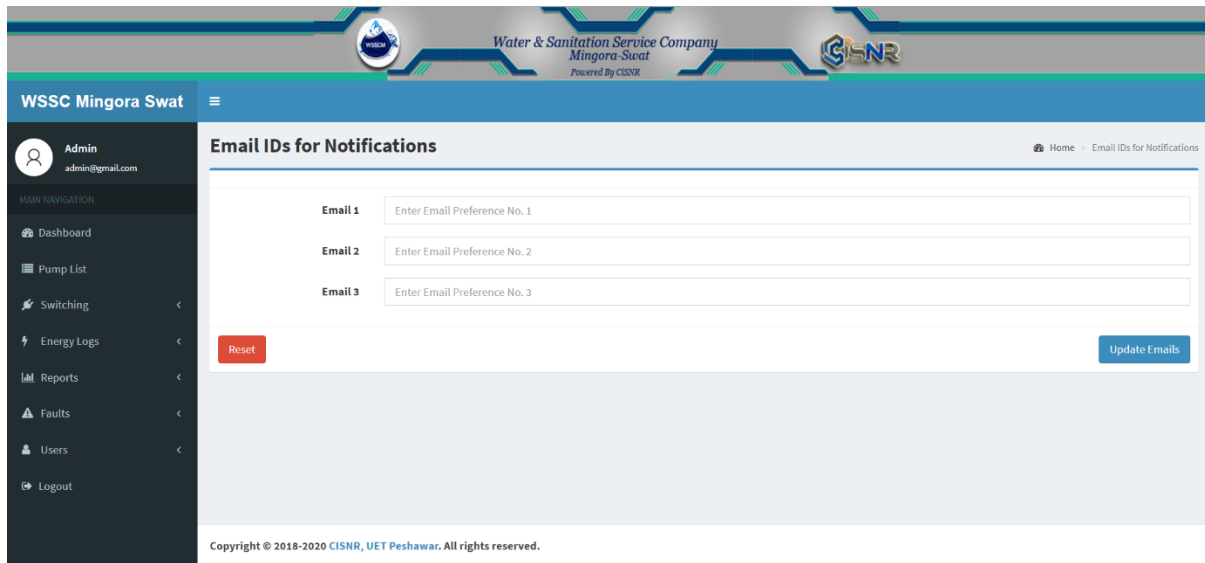 WSSCM
Water & Sanitation Service Company
Mingora-Swat
Powered By CISNR
CISNR
WSSC Mingora Swat
Admin
admin@gmail.com
MAIN NAVIGATION
Dashboard
Pump List
Switching
Energy Logs
Reports
Faults
Users
Logout
Email IDs for Notifications
Home > Email IDs for Notifications
Email 1 Enter Email Preference No. 1
Email 2 Enter Email Preference No. 2
Email 3 Enter Email Preference No. 3
Reset Update Emails
Copyright © 2018-2020 CISNR, UET Peshawar. All rights reserved.